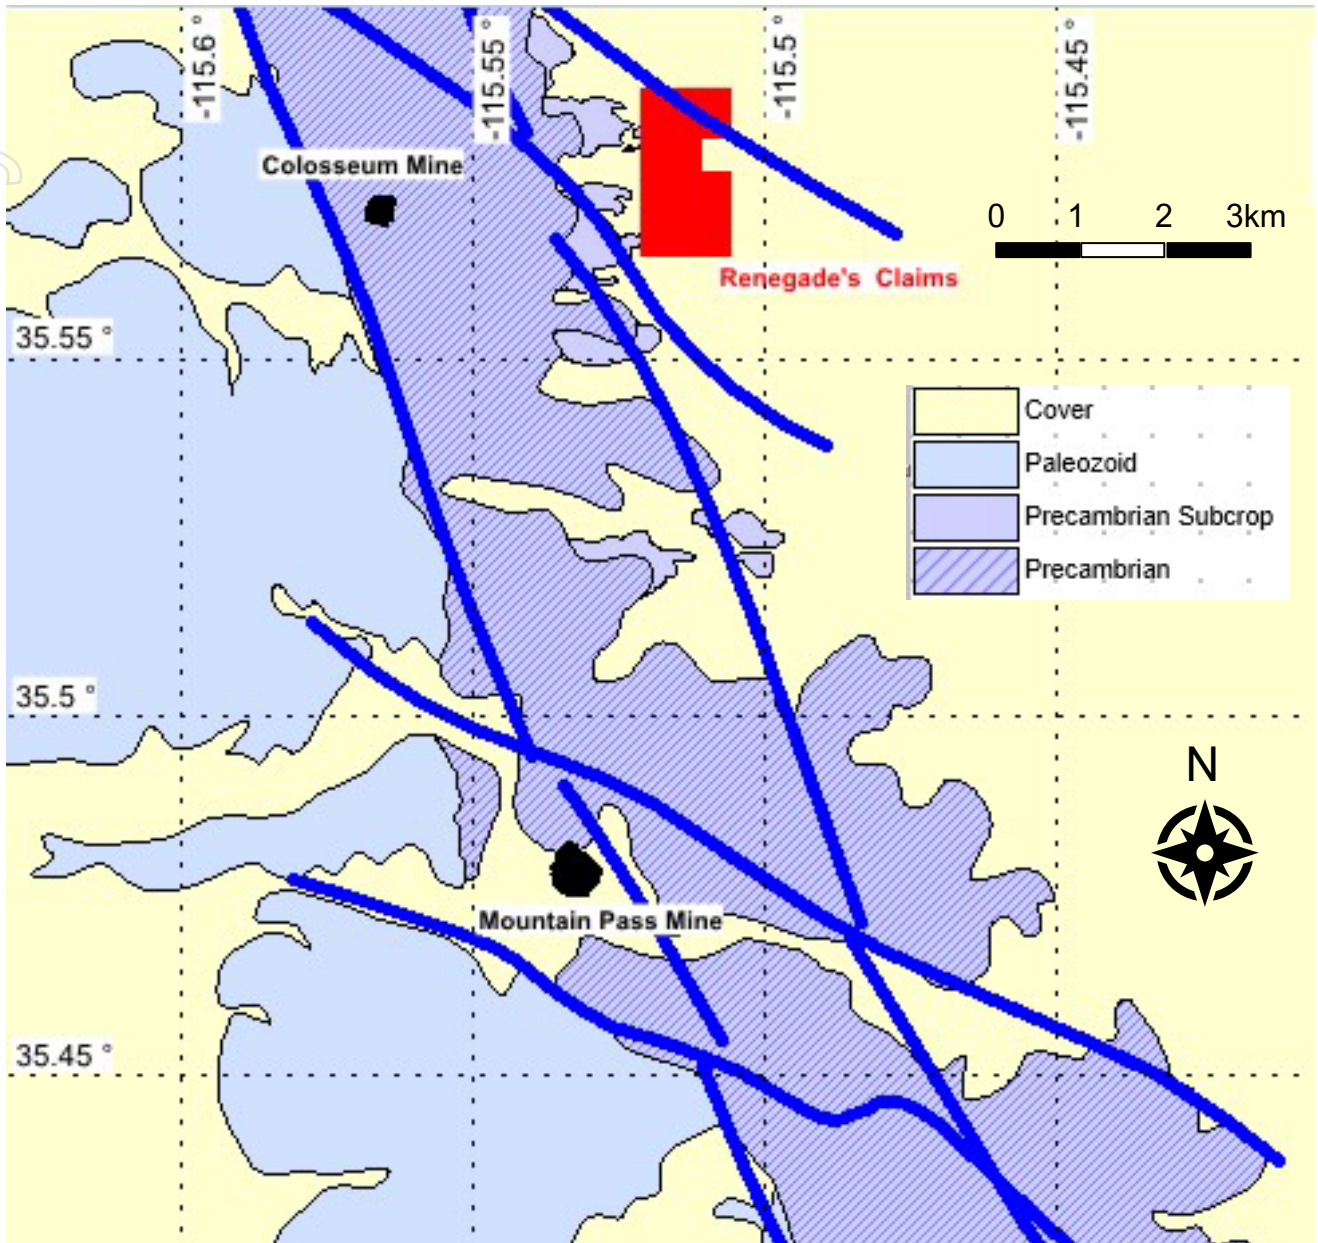 -115.6
-115.55 °
-115.5 °
-115.45 °
Colosseum Mine
0 1 2 3km
Renegade's Claims
35.55 °
Cover
Paleozoid
Precambrian Subcrop
Precambrian
35.5 °
N
Mountain Pass Mine
35.45 °